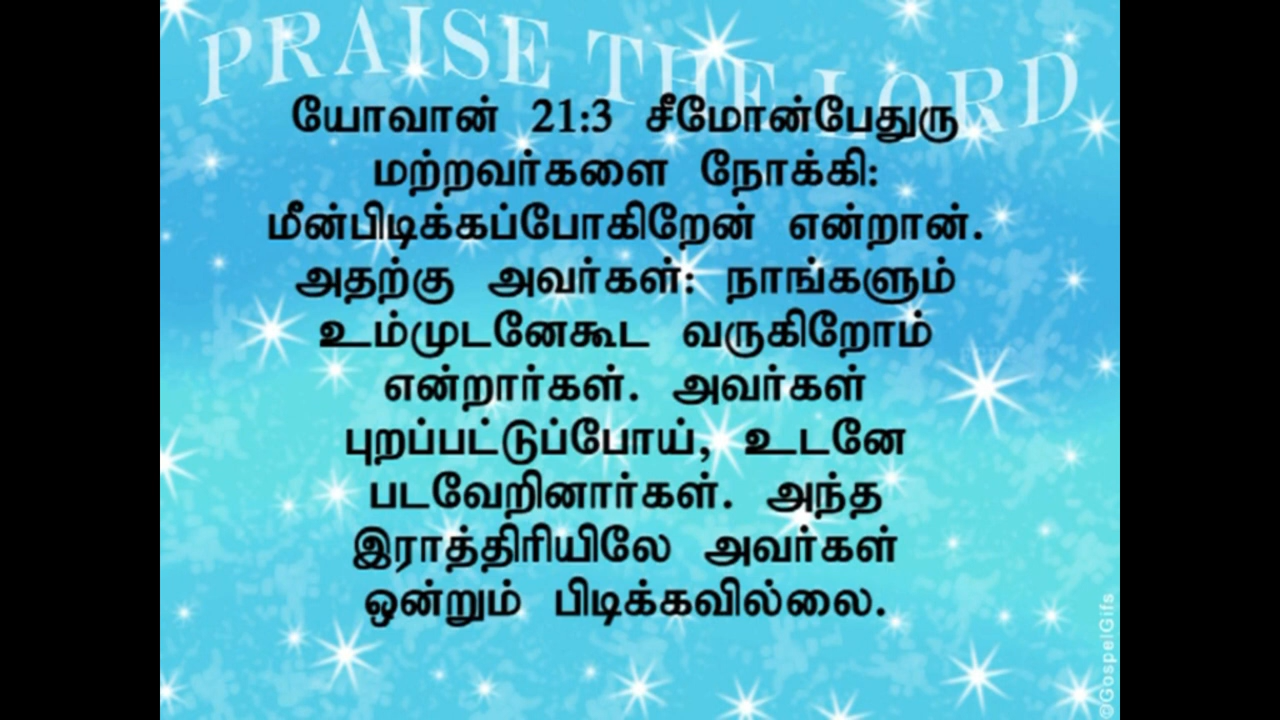 PRAISE THE LORD
யோவான் 21:3 சீமோன்பேதுரு
மற்றவர்களை நோக்கி:
மீன்பிடிக்கப்போகிறேன் என்றான்.
அதற்கு அவர்கள்: நாங்களும்
உம்முடனேகூட வருகிறோம்
என்றார்கள். அவர்கள்
புறப்பட்டுப்போய், உடனே
படவேறினார்கள். அந்த
இராத்திரியிலே அவர்கள்
ஒன்றும் பிடிக்கவில்லை.
©GospelGifs